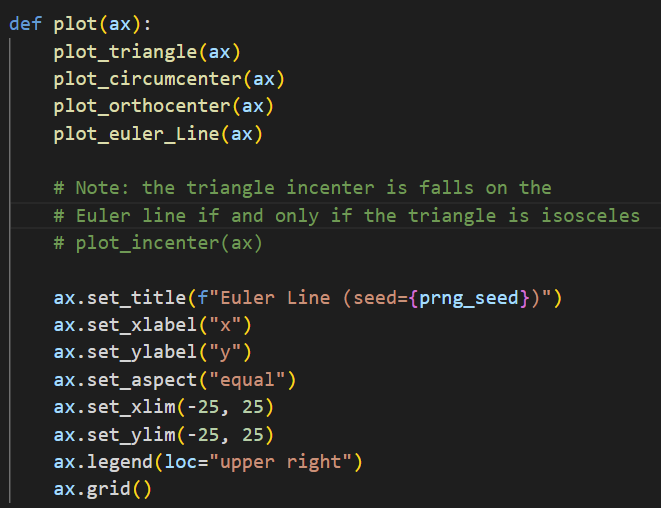 def plot(ax):
    plot_triangle(ax)
    plot_circumcenter(ax)
    plot_orthocenter(ax)
    plot_euler_Line(ax)

    # Note: the triangle incenter is falls on the
    # Euler line if and only if the triangle is isosceles
    # plot_incenter(ax)

    ax.set_title(f"Euler Line (seed={prng_seed})")
    ax.set_xlabel("x")
    ax.set_ylabel("y")
    ax.set_aspect("equal")
    ax.set_xlim(-25, 25)
    ax.set_ylim(-25, 25)
    ax.legend(loc="upper right")
    ax.grid()